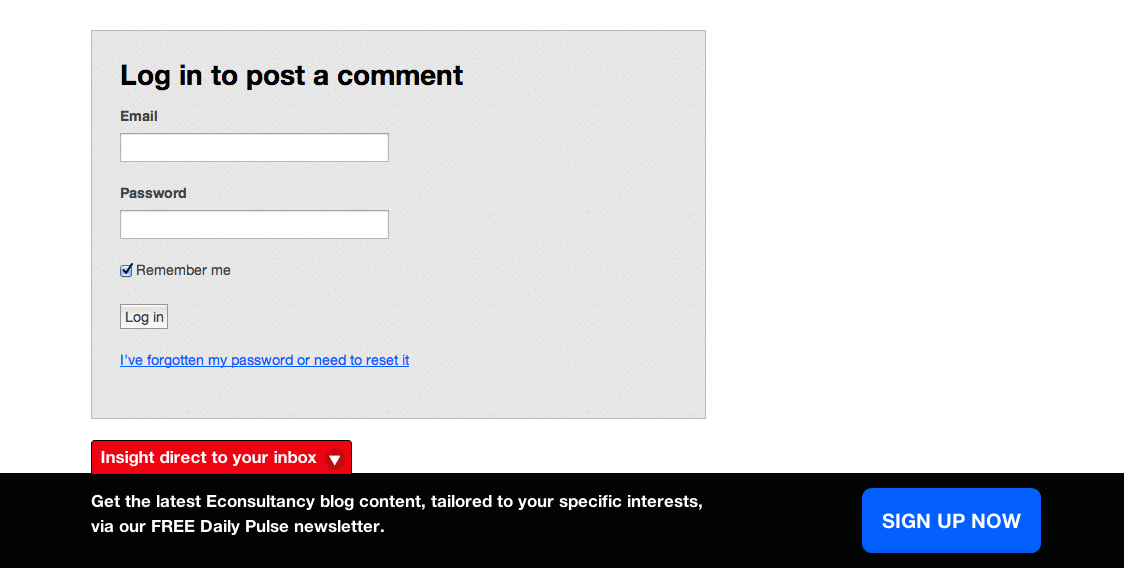 Log in to post a comment
Email
Password
Remember me
Log in
I've forgotten my password or need to reset it
Insight direct to your inbox
Get the latest Econsultancy blog content, tailored to your specific interests,
via our FREE Daily Pulse newsletter.
SIGN UP NOW